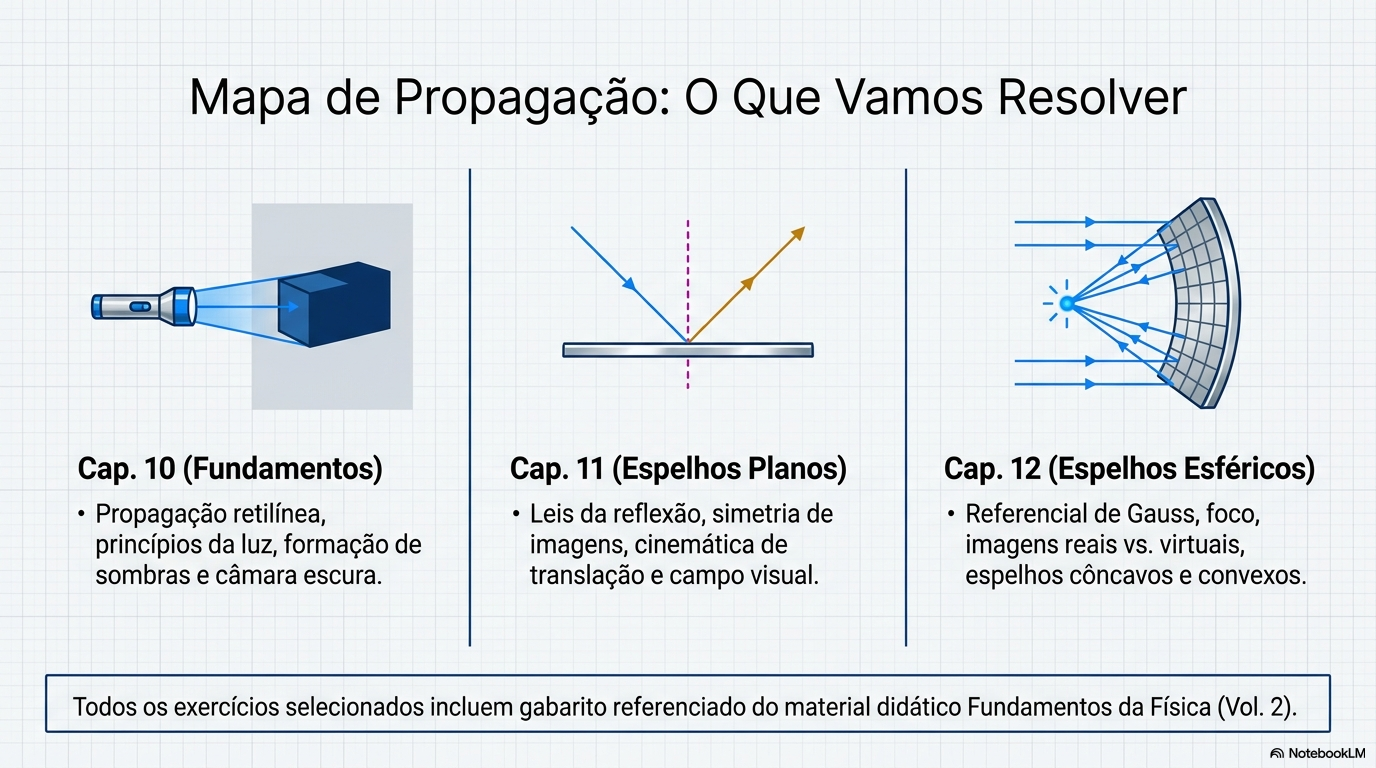 Mapa de Propagação: O Que Vamos Resolver
Cap. 10 (Fundamentos)
• Propagação retilínea,
princípios da luz, formação de
sombras e câmara escura.
Cap. 11 (Espelhos Planos)
• Leis da reflexão, simetria de
imagens, cinemática de
translação e campo visual.
Cap. 12 (Espelhos Esféricos)
• Referencial de Gauss, foco,
imagens reais vs. virtuais,
espelhos côncavos e convexos.
Todos os exercícios selecionados incluem gabarito referenciado do material didático Fundamentos da Física (Vol. 2).
NotebookLM